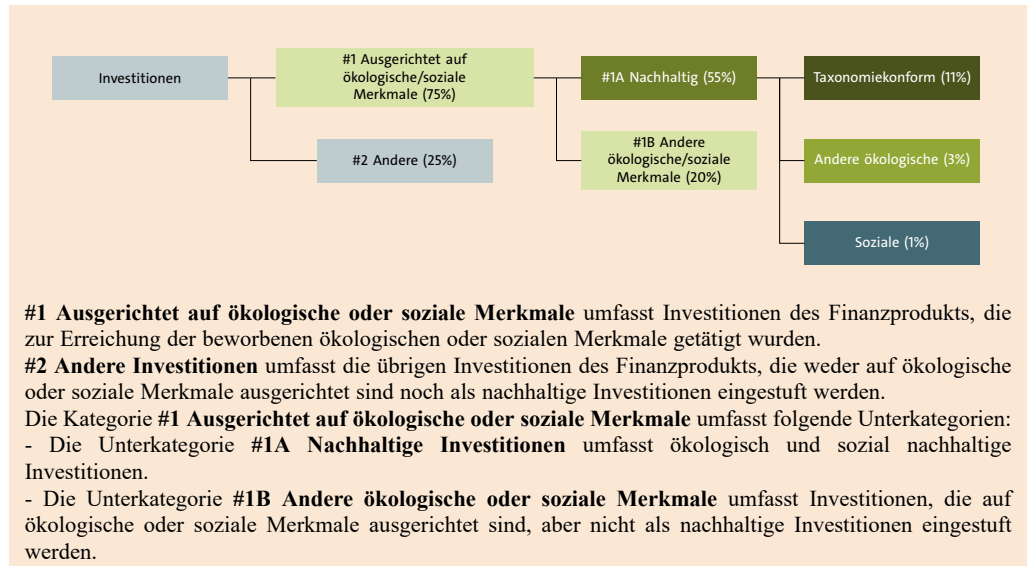 Investitionen
#1 Ausgerichtet auf
ökologische/soziale
Merkmale (75%)
#1A Nachhaltig (55%)
Taxonomiekonform (11%)
#2 Andere (25%)
#1B Andere
ökologische/soziale
Merkmale (20%)
Andere ökologische (3%)
Soziale (1%)
#1 Ausgerichtet auf ökologische oder soziale Merkmale umfasst Investitionen des Finanzprodukts, die
zur Erreichung der beworbenen ökologischen oder sozialen Merkmale getätigt wurden.
#2 Andere Investitionen umfasst die übrigen Investitionen des Finanzprodukts, die weder auf ökologische
oder soziale Merkmale ausgerichtet sind noch als nachhaltige Investitionen eingestuft werden.
Die Kategorie #1 Ausgerichtet auf ökologische oder soziale Merkmale umfasst folgende Unterkategorien:
- Die Unterkategorie #1A Nachhaltige Investitionen umfasst ökologisch und sozial nachhaltige
Investitionen.
- Die Unterkategorie #1B Andere ökologische oder soziale Merkmale umfasst Investitionen, die auf
ökologische oder soziale Merkmale ausgerichtet sind, aber nicht als nachhaltige Investitionen eingestuft
werden.